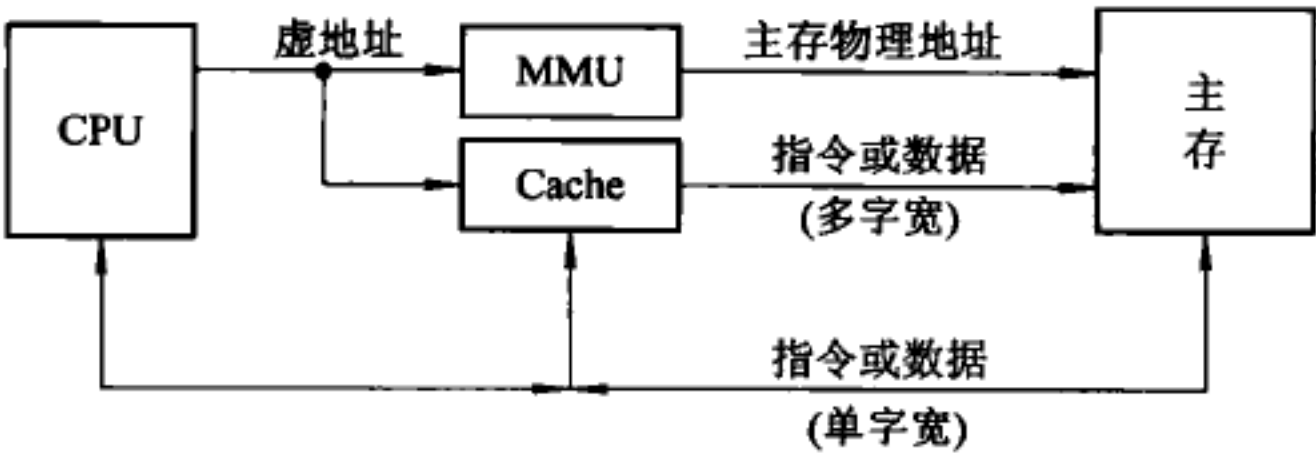 虚地址
主存物理地址
CPU
MMU
主存
Cache
指令或数据
(多字宽)
指令或数据
(单字宽)